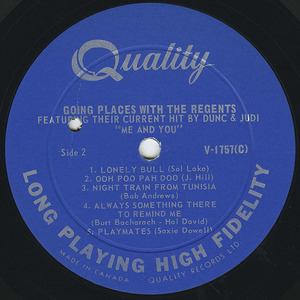 Quality
GOING PLACES WITH THE REGENTS
FEATURING THEIR CURRENT HIT BY DUNC & JUDI
"ME AND YOU"
Side 2
V-1757(C)
1. LONELY BULL (Sol Lake)
2. OOH POO PAH DOO (J. Hill)
3. NIGHT TRAIN FROM TUNISIA
(Bob Andrews)
4. ALWAYS SOMETHING THERE
TO REMIND ME
(Burt Bacharach - Hal David)
5. PLAYMATES (Saxie Dowell)
LONG PLAYING HIGH FIDELITY
MADE IN CANADA
QUALITY RECORDS LTD.